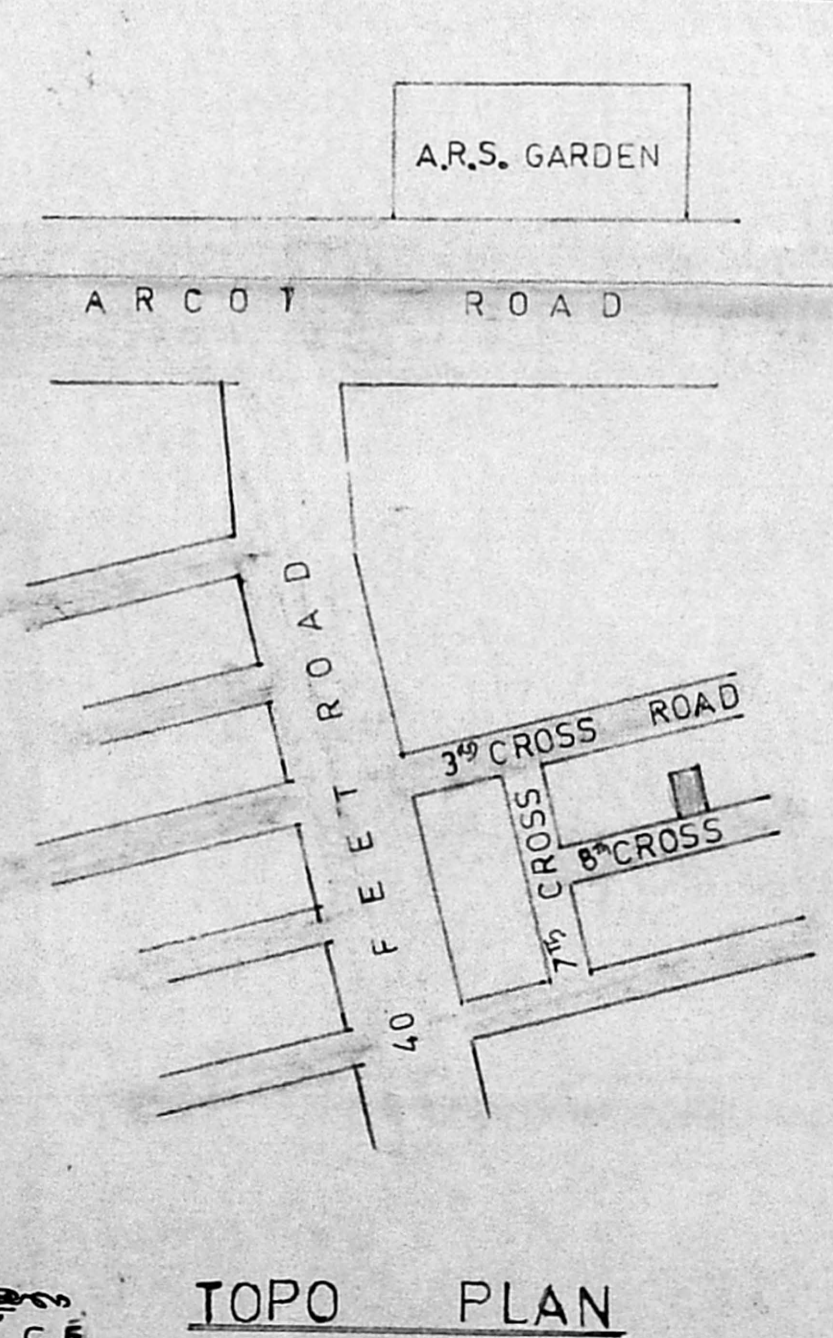 A.R.S. GARDEN
ARCOT ROAD
40 FEET ROAD
3RD CROSS ROAD
7TH CROSS
8TH CROSS
TOPO PLAN